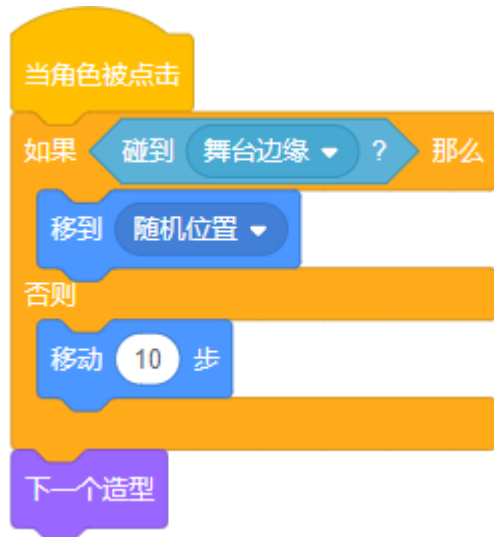 当角色被点击
如果 碰到 舞台边缘 ? 那么
移到 随机位置
否则
移动 10 步
下一个造型